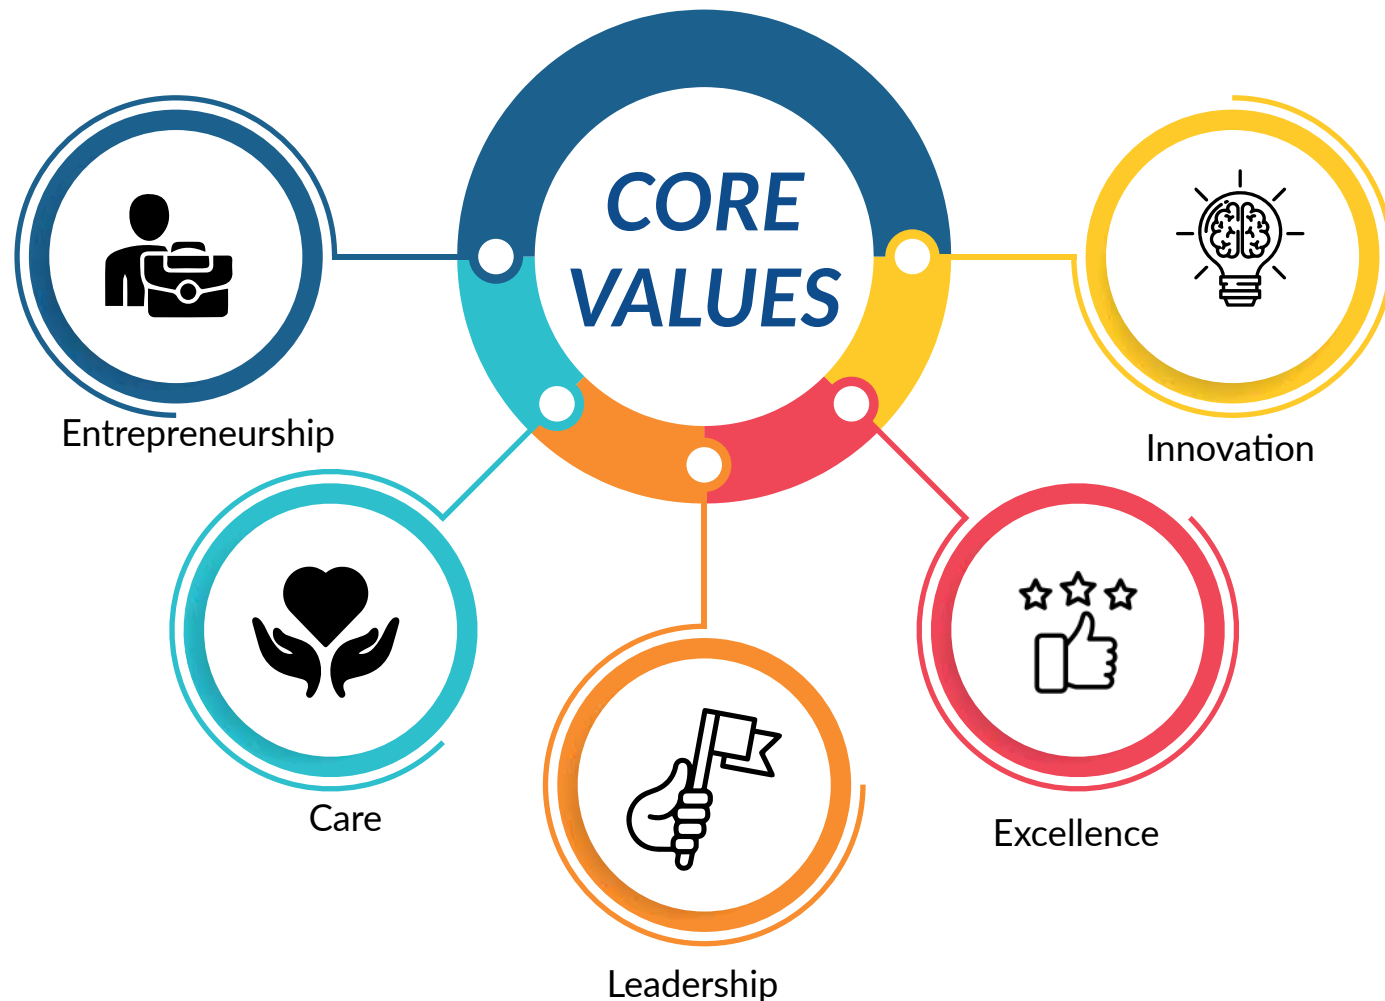 CORE
VALUES
Entrepreneurship
Innovation
Care
Excellence
Leadership